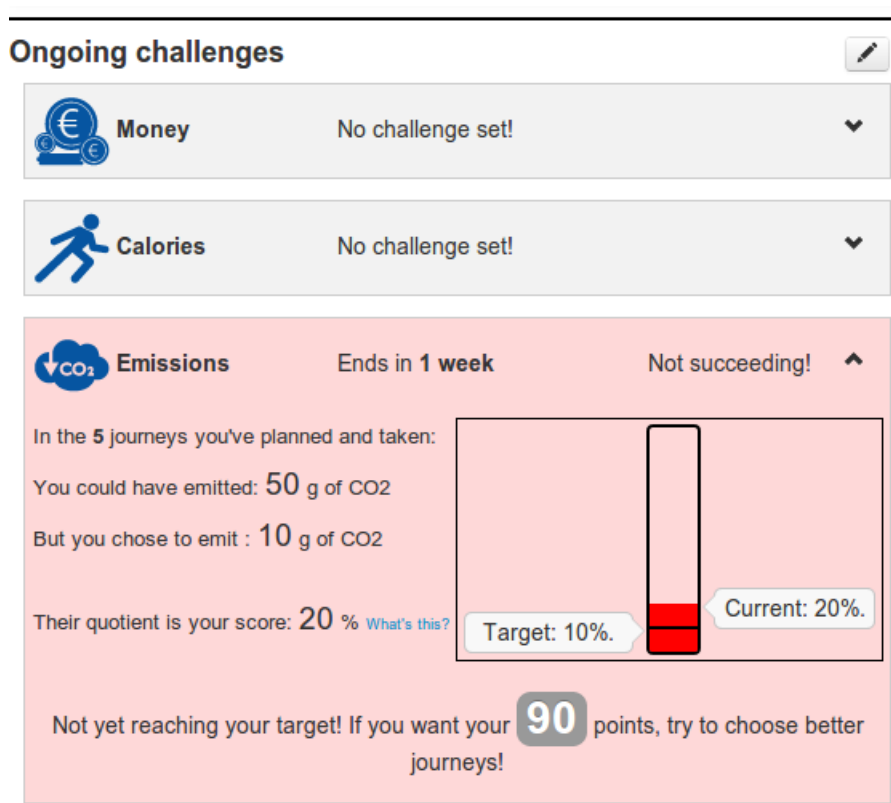 Ongoing challenges
Money No challenge set!
Calories No challenge set!
CO2 Emissions Ends in 1 week Not succeeding!
In the 5 journeys you've planned and taken:
You could have emitted: 50 g of CO2
But you chose to emit : 10 g of CO2
Their quotient is your score: 20 % What's this?
Target: 10%.
Current: 20%.
Not yet reaching your target! If you want your 90 points, try to choose better
journeys!